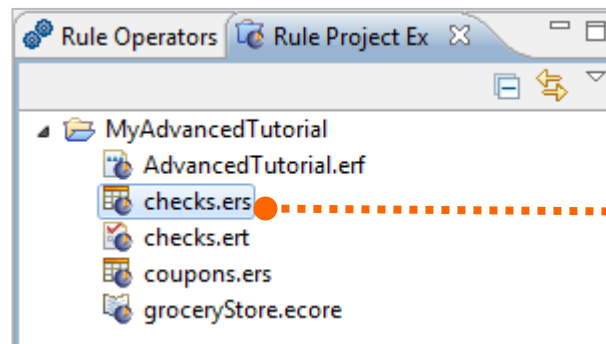 Rule Operators Rule Project Ex
MyAdvancedTutorial
AdvancedTutorial.erf
checks.ers
checks.ert
coupons.ers
groceryStore.ecore